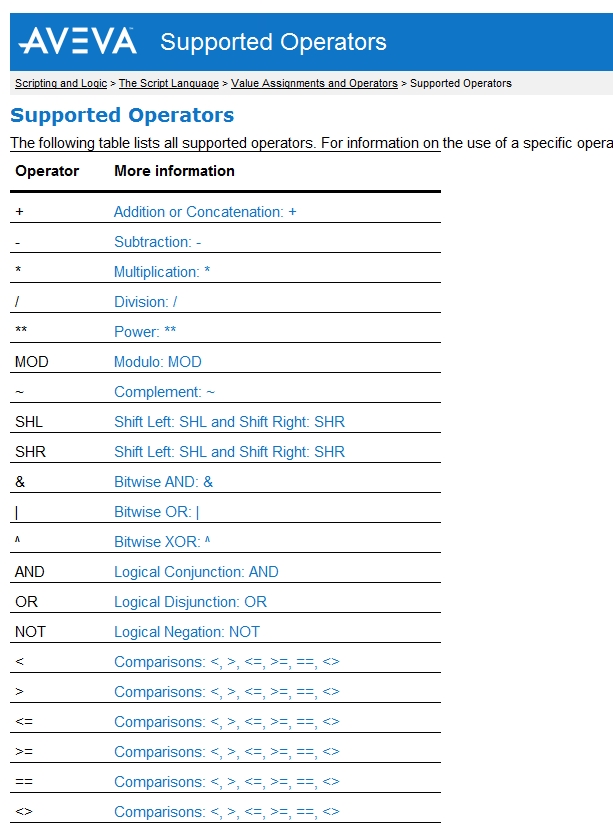 AVEVA Supported Operators
Scripting and Logic > The Script Language > Value Assignments and Operators > Supported Operators
Supported Operators
The following table lists all supported operators. For information on the use of a specific opera
Operator More information
+ Addition or Concatenation: +
- Subtraction: -
* Multiplication: *
/ Division: /
** Power: **
MOD Modulo: MOD
~ Complement: ~
SHL Shift Left: SHL and Shift Right: SHR
SHR Shift Left: SHL and Shift Right: SHR
& Bitwise AND: &
| Bitwise OR: |
^ Bitwise XOR: ^
AND Logical Conjunction: AND
OR Logical Disjunction: OR
NOT Logical Negation: NOT
< Comparisons: <, >, <=, >=, ==, <>
> Comparisons: <, >, <=, >=, ==, <>
<= Comparisons: <, >, <=, >=, ==, <>
>= Comparisons: <, >, <=, >=, ==, <>
== Comparisons: <, >, <=, >=, ==, <>
<> Comparisons: <, >, <=, >=, ==, <>